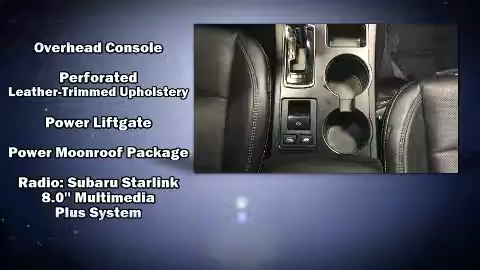 Overhead Console
Perforated
Leather-Trimmed Upholstery
Power Liftgate
Power Moonroof Package
Radio: Subaru Starlink
8.0" Multimedia
Plus System